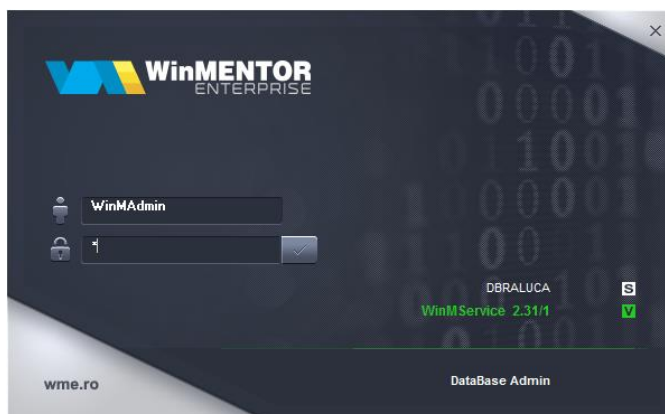 WinMENTOR
ENTERPRISE
WinMAdmin
*
DBRALUCA S
WinMService 2.31/1 V
wme.ro
DataBase Admin